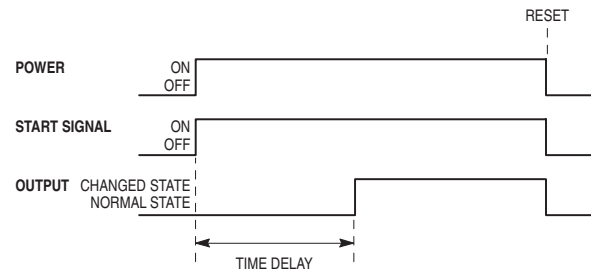 RESET
POWER ON
OFF
START SIGNAL ON
OFF
OUTPUT CHANGED STATE
NORMAL STATE
TIME DELAY